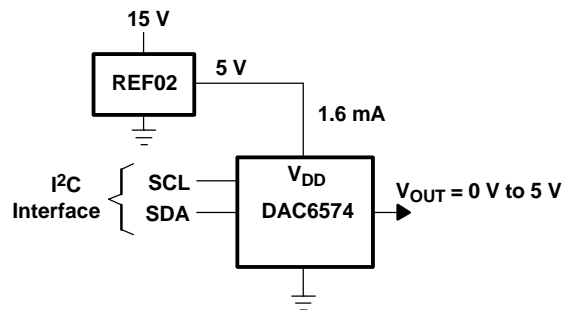 15 V
REF02
5 V
1.6 mA
I²C
Interface
SCL
SDA
VDD
DAC6574
VOUT = 0 V to 5 V